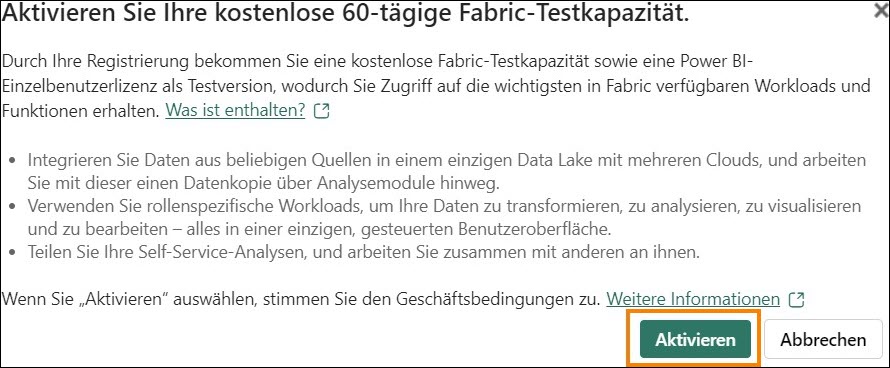 Aktivieren Sie Ihre kostenlose 60-tägige Fabric-Testkapazität.
Durch Ihre Registrierung bekommen Sie eine kostenlose Fabric-Testkapazität sowie eine Power BI-
Einzelbenutzerlizenz als Testversion, wodurch Sie Zugriff auf die wichtigsten in Fabric verfügbaren Workloads und
Funktionen erhalten. Was ist enthalten?
• Integrieren Sie Daten aus beliebigen Quellen in einem einzigen Data Lake mit mehreren Clouds, und arbeiten
Sie mit dieser einen Datenkopie über Analysemodule hinweg.
• Verwenden Sie rollenspezifische Workloads, um Ihre Daten zu transformieren, zu analysieren, zu visualisieren
und zu bearbeiten – alles in einer einzigen, gesteuerten Benutzeroberfläche.
• Teilen Sie Ihre Self-Service-Analysen, und arbeiten Sie zusammen mit anderen an ihnen.
Wenn Sie „Aktivieren“ auswählen, stimmen Sie den Geschäftsbedingungen zu. Weitere Informationen
Aktivieren Abbrechen